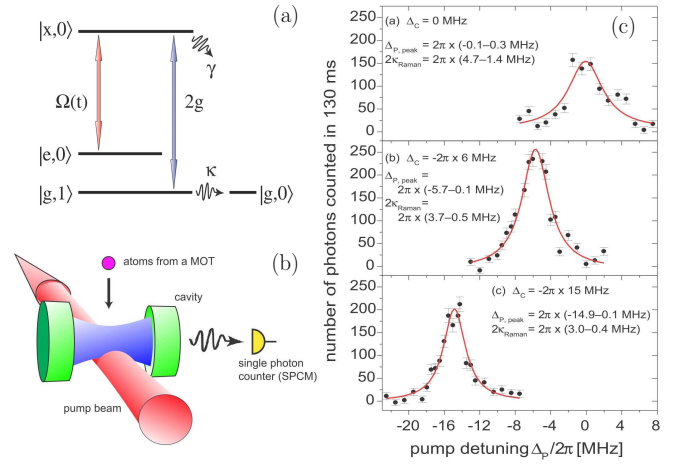 (a)
|x,0⟩
γ
Ω(t)
2g
|e,0⟩
κ
|g,1⟩
|g,0⟩
(b)
atoms from a MOT
cavity
single photon
counter (SPCM)
pump beam
(c)
number of photons counted in 130 ms
250
200
150
100
50
0
(a) Δ_C = 0 MHz
Δ_P, peak = 2π x (-0.1–0.3 MHz)
2κ_Raman = 2π x (4.7–1.4 MHz)
250
200
150
100
50
0
(b) Δ_C = -2π x 6 MHz
Δ_P, peak =
2π x (-5.7–0.1 MHz)
2κ_Raman =
2π x (3.7–0.5 MHz)
250
200
150
100
50
0
(c) Δ_C = -2π x 15 MHz
Δ_P, peak = 2π x (-14.9–0.1 MHz)
2κ_Raman = 2π x (3.0–0.4 MHz)
-20 -16 -12 -8 -4 0 4 8
pump detuning Δ_P/2π [MHz]